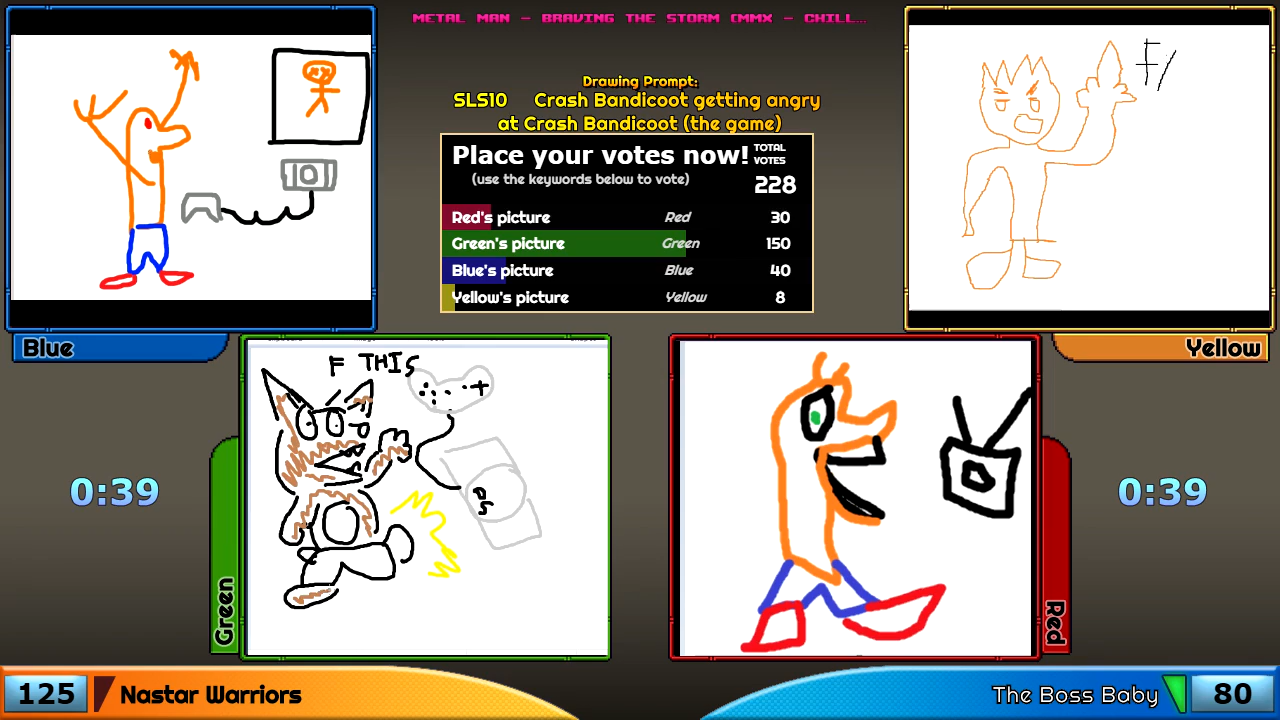 METAL MAN - BRAVING THE STORM (MMX - CHILL...
Drawing Prompt:
SLS10 Crash Bandicoot getting angry
at Crash Bandicoot (the game)
Place your votes now! TOTAL VOTES
(use the keywords below to vote) 228
Red's picture Red 30
Green's picture Green 150
Blue's picture Blue 40
Yellow's picture Yellow 8
Blue
Yellow
F/
F THIS
PS
0:39
0:39
Green
Red
125 Nastar Warriors
The Boss Baby 80